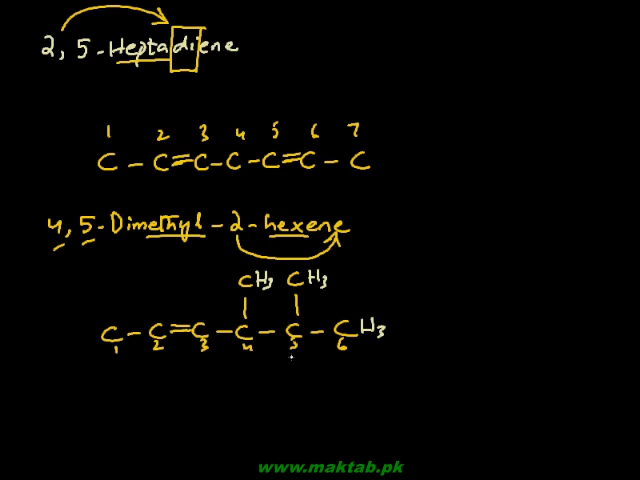 2, 5-Heptadiene
1 2 3 4 5 6 7
C - C = C - C - C = C - C
4, 5-Dimethyl-2-hexene
CH3 CH3
C - C = C - C - C - CH3
1 2 3 4 5 6
www.maktab.pk